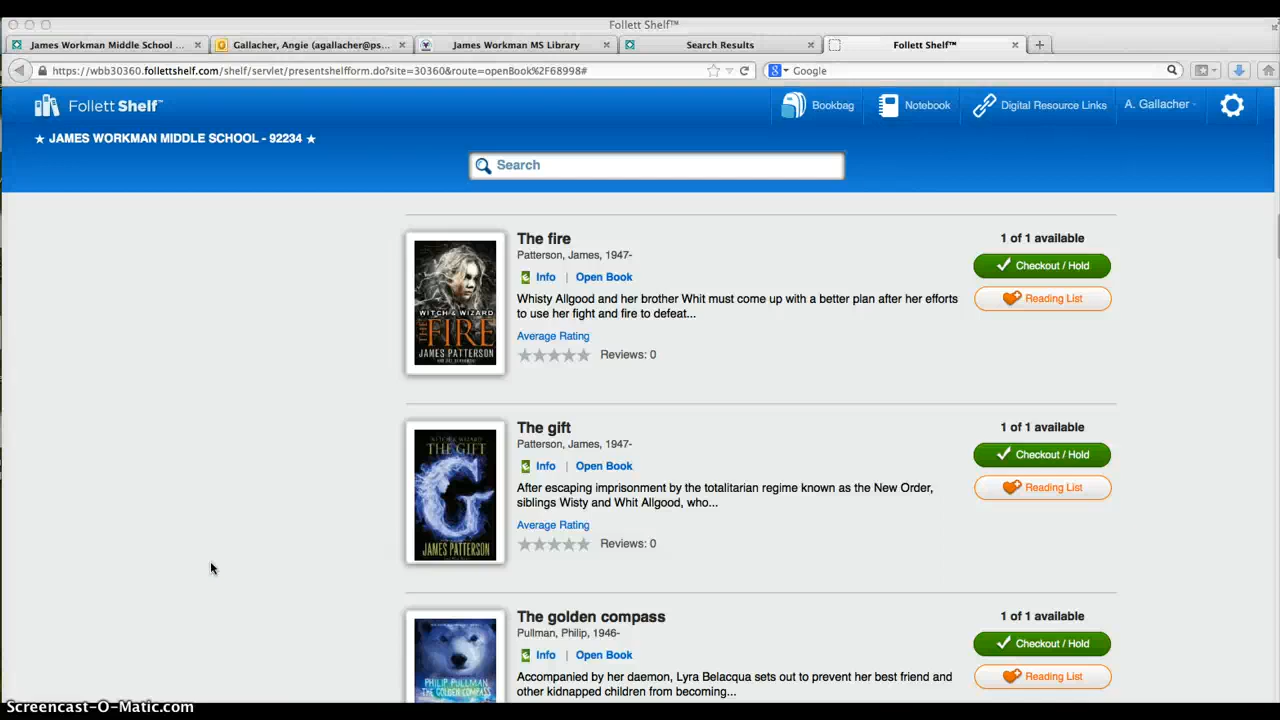 Follett Shelf™
James Workman Middle School ...
Gallacher, Angie (agallacher@ps...
James Workman MS Library
Search Results
Follett Shelf™
https://wbb30360.follettshelf.com/shelf/servlet/presentshelfform.do?site=30360&route=openBook%2F68998#
Google
Follett Shelf™
Bookbag
Notebook
Digital Resource Links
A. Gallacher
★ JAMES WORKMAN MIDDLE SCHOOL - 92234 ★
Search
The fire
1 of 1 available
Patterson, James, 1947-
Checkout / Hold
Info | Open Book
Reading List
Whisty Allgood and her brother Whit must come up with a better plan after her efforts
to use her fight and fire to defeat...
Average Rating
Reviews: 0
WITCH & WIZARD
THE FIRE
JAMES PATTERSON
The gift
1 of 1 available
Patterson, James, 1947-
Checkout / Hold
Info | Open Book
Reading List
After escaping imprisonment by the totalitarian regime known as the New Order,
siblings Wisty and Whit Allgood, who...
Average Rating
Reviews: 0
THE GIFT
G
JAMES PATTERSON
The golden compass
1 of 1 available
Pullman, Philip, 1946-
Checkout / Hold
Info | Open Book
Reading List
Accompanied by her daemon, Lyra Belacqua sets out to prevent her best friend and
other kidnapped children from becoming...
PHILIP PULLMAN
THE GOLDEN COMPASS
Screencast-O-Matic.com